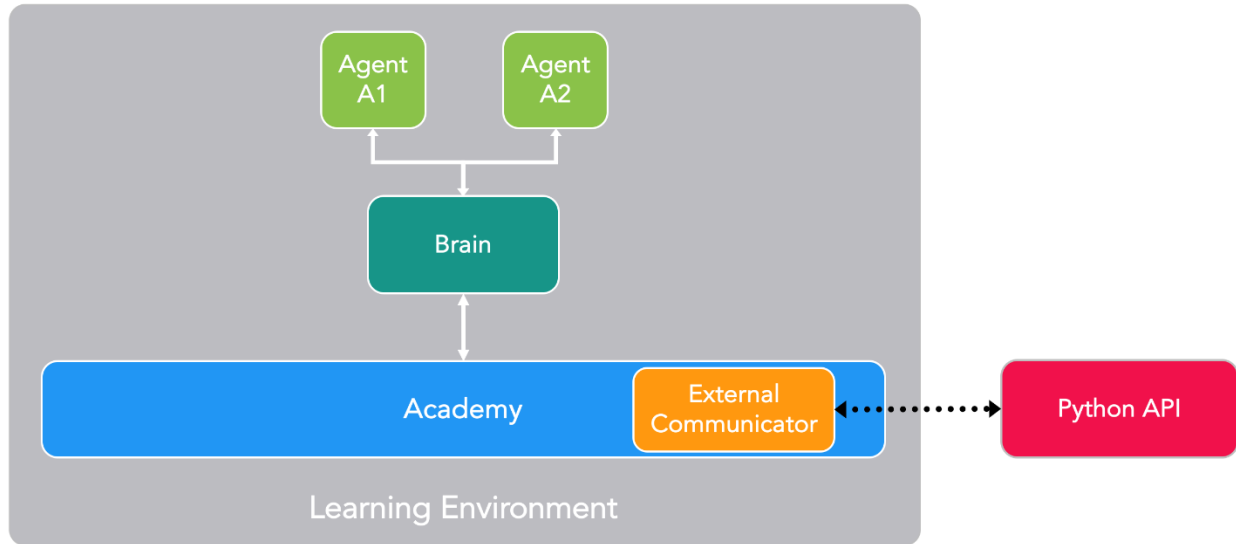 Agent
A1
Agent
A2
Brain
Academy
External
Communicator
Python API
Learning Environment